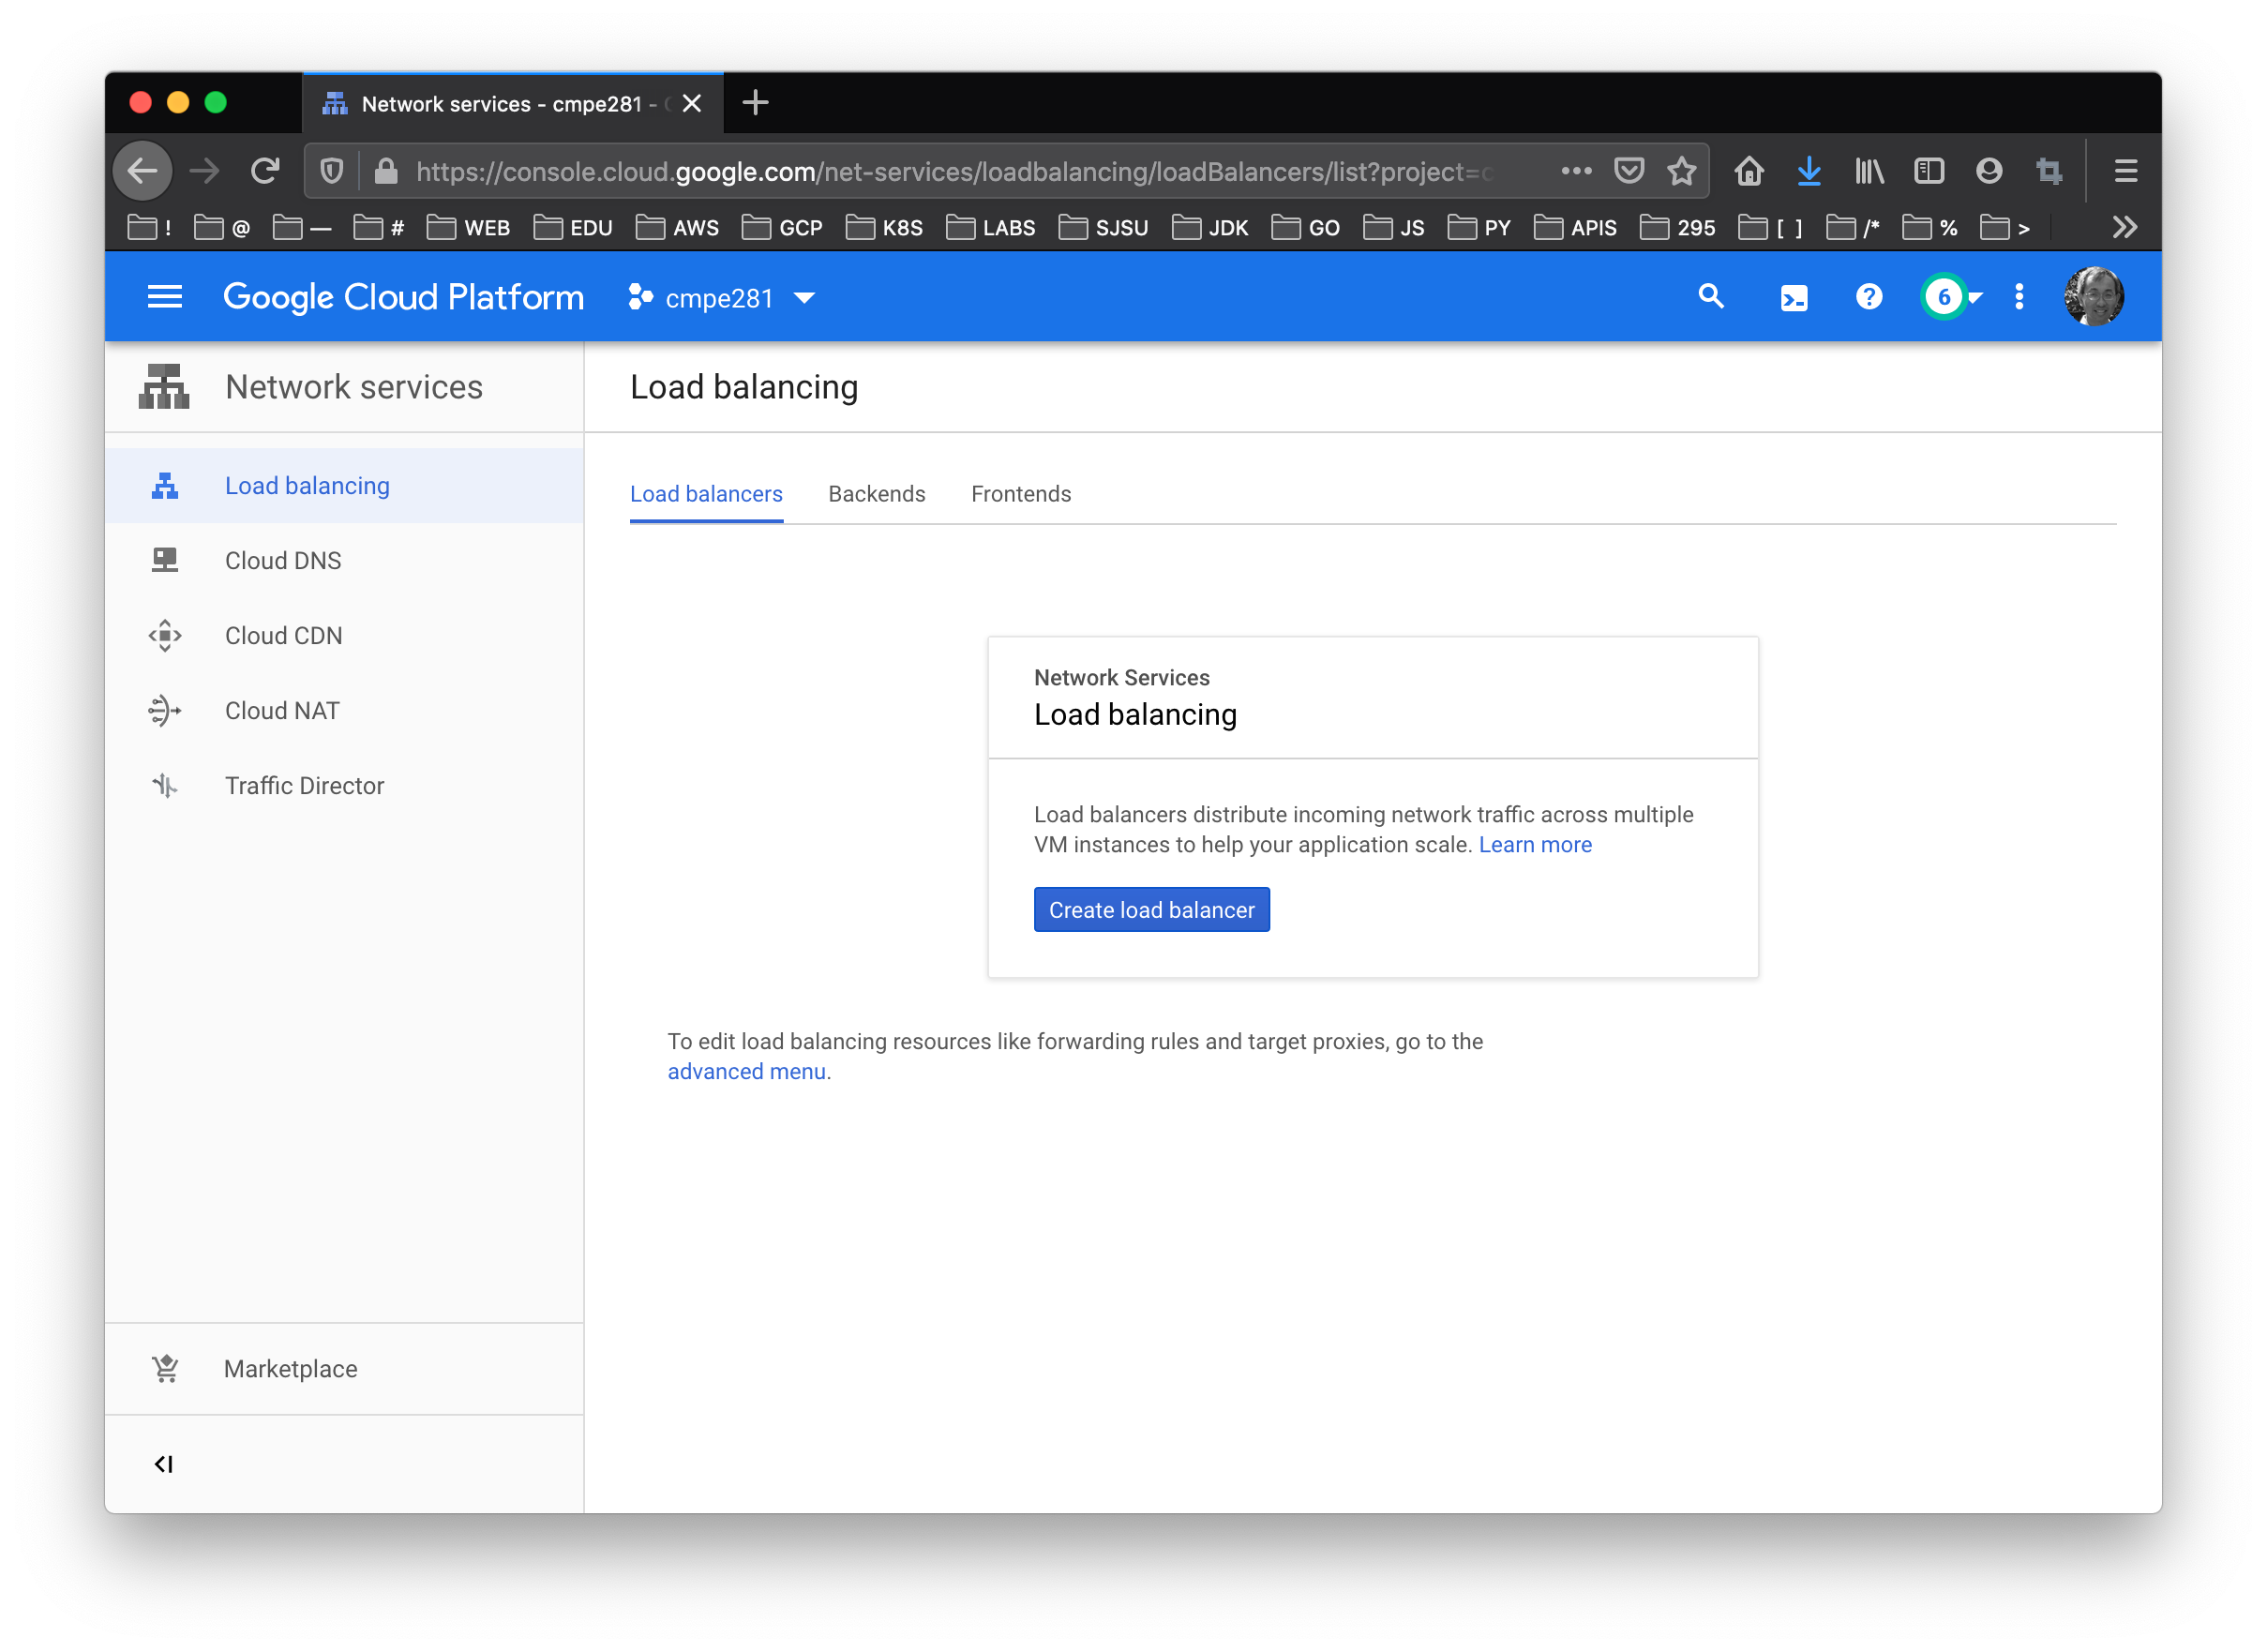 Network services - cmpe281 -
https://console.cloud.google.com/net-services/loadbalancing/loadBalancers/list?project=
! @ — # WEB EDU AWS GCP K8S LABS SJSU JDK GO JS PY APIS 295 [ ] /* % >
Google Cloud Platform cmpe281 6
Network services
Load balancing
Cloud DNS
Cloud CDN
Cloud NAT
Traffic Director
Marketplace
Load balancing
Load balancers Backends Frontends
Network Services
Load balancing
Load balancers distribute incoming network traffic across multiple
VM instances to help your application scale. Learn more
Create load balancer
To edit load balancing resources like forwarding rules and target proxies, go to the
advanced menu.